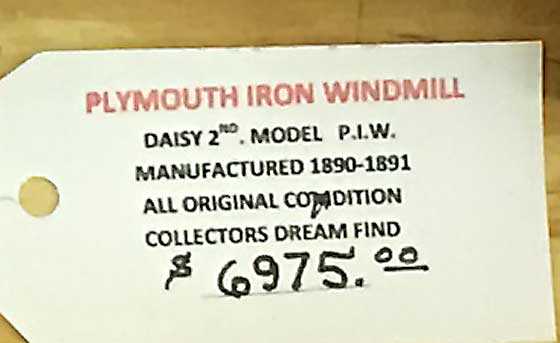 PLYMOUTH IRON WINDMILL
DAISY 2ND. MODEL P.I.W.
MANUFACTURED 1890-1891
ALL ORIGINAL CONDITION
COLLECTORS DREAM FIND
$ 6975.00